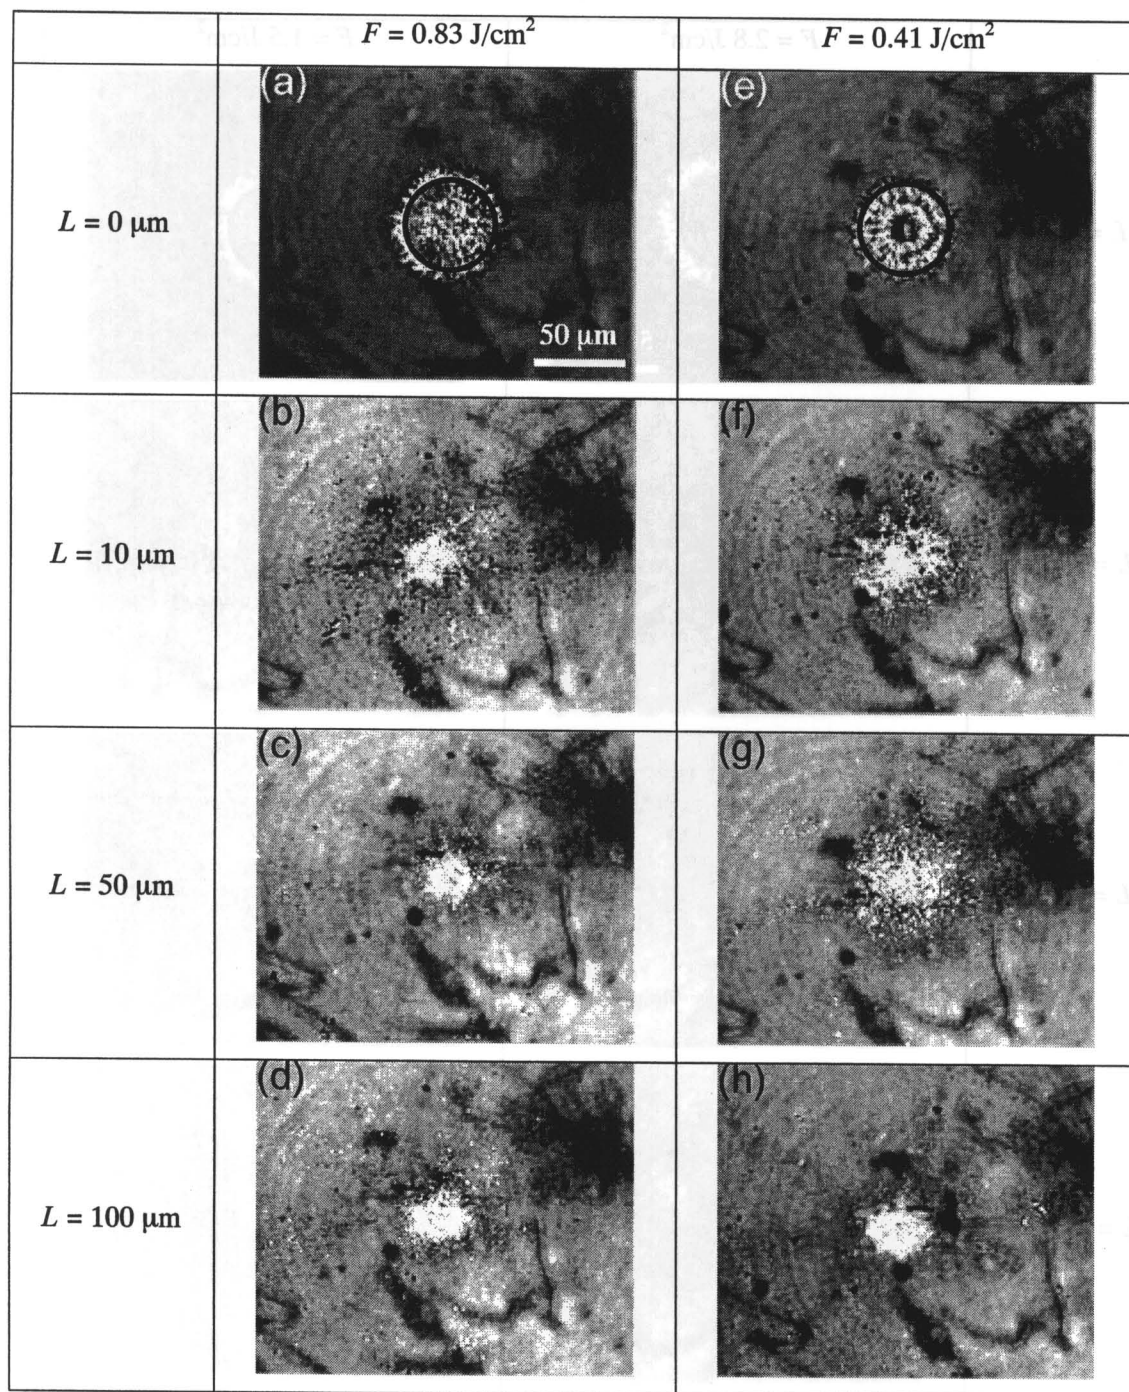 F = 0.83 J/cm²
F = 0.41 J/cm²
L = 0 µm
(a)
50 µm
(e)
L = 10 µm
(b)
(f)
L = 50 µm
(c)
(g)
L = 100 µm
(d)
(h)